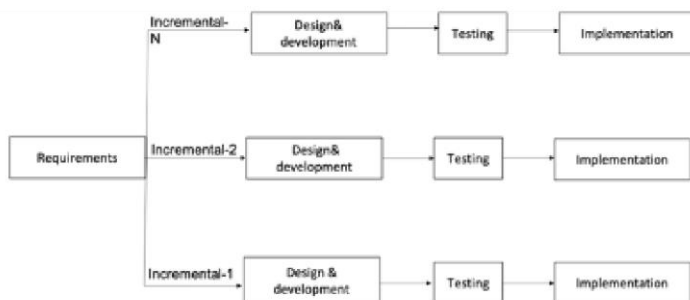 Incremental-
N
Design&
development
Testing
Implementation
Requirements
Incremental-2
Design&
development
Testing
Implementation
Incremental-1
Design &
development
Testing
Implementation